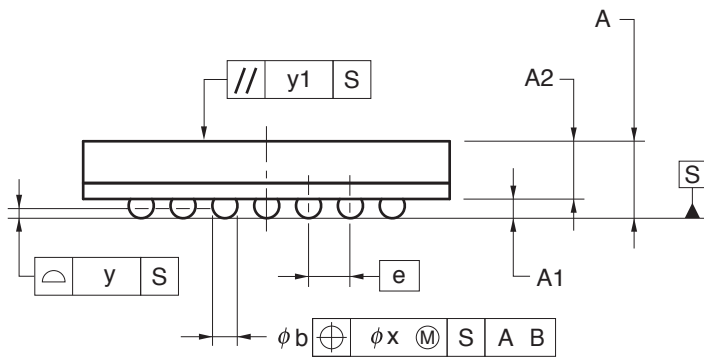 A
// y1 S
A2
S
⌓ y S
e
A1
φb ⌖ φx Ⓜ S A B